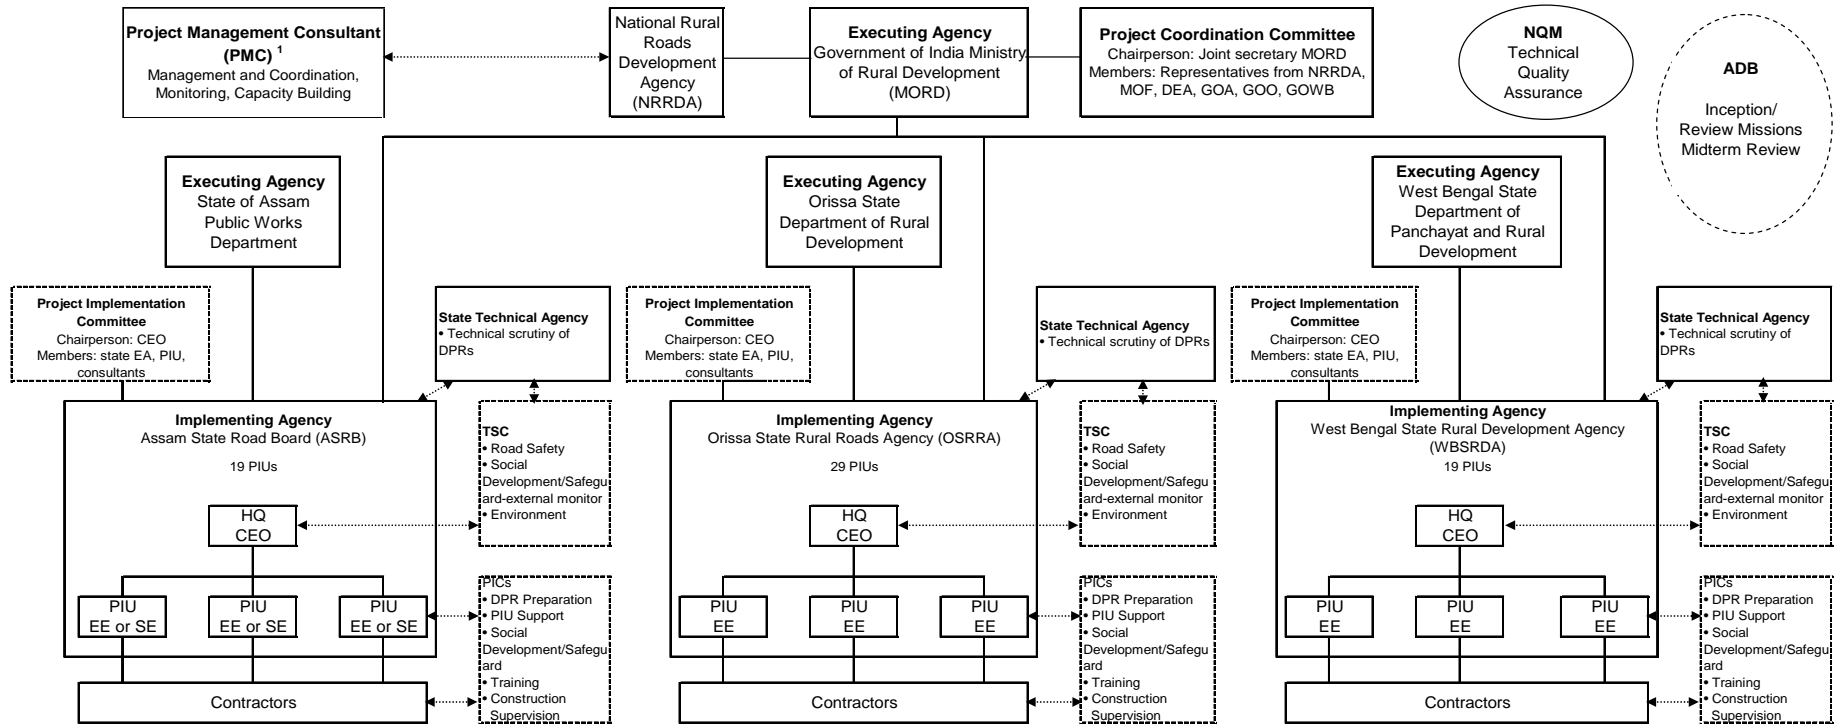 Project Management Consultant
(PMC) 1
Management and Coordination,
Monitoring, Capacity Building
National Rural
Roads
Development
Agency
(NRRDA)
Executing Agency
Government of India Ministry
of Rural Development
(MORD)
Project Coordination Committee
Chairperson: Joint secretary MORD
Members: Representatives from NRRDA,
MOF, DEA, GOA, GOO, GOWB
NQM
Technical
Quality
Assurance
ADB
Inception/
Review Missions
Midterm Review
Executing Agency
State of Assam
Public Works
Department
Executing Agency
Orissa State
Department of Rural
Development
Executing Agency
West Bengal State
Department of
Panchayat and Rural
Development
Project Implementation
Committee
Chairperson: CEO
Members: state EA, PIU,
consultants
State Technical Agency
• Technical scrutiny of
DPRs
Project Implementation
Committee
Chairperson: CEO
Members: state EA, PIU,
consultants
State Technical Agency
• Technical scrutiny of DPRs
Project Implementation
Committee
Chairperson: CEO
Members: state EA, PIU,
consultants
State Technical Agency
• Technical scrutiny of
DPRs
Implementing Agency
Assam State Road Board (ASRB)
19 PIUs
HQ
CEO
PIU
EE or SE
PIU
EE or SE
PIU
EE or SE
Contractors
TSC
• Road Safety
• Social
Development/Safegu
ard-external monitor
• Environment
PICs
• DPR Preparation
• PIU Support
• Social
Development/Safegu
ard
• Training
• Construction
Supervision
Implementing Agency
Orissa State Rural Roads Agency (OSRRA)
29 PIUs
HQ
CEO
PIU
EE
PIU
EE
PIU
EE
Contractors
TSC
• Road Safety
• Social
Development/Safegu
ard-external monitor
• Environment
PICs
• DPR Preparation
• PIU Support
• Social
Development/Safegu
ard
• Training
• Construction
Supervision
Implementing Agency
West Bengal State Rural Development Agency
(WBSRDA)
19 PIUs
HQ
CEO
PIU
EE
PIU
EE
PIU
EE
Contractors
TSC
• Road Safety
• Social
Development/Safegu
ard-external monitor
• Environment
PICs
• DPR Preparation
• PIU Support
• Social
Development/Safegu
ard
• Training
• Construction
Supervision